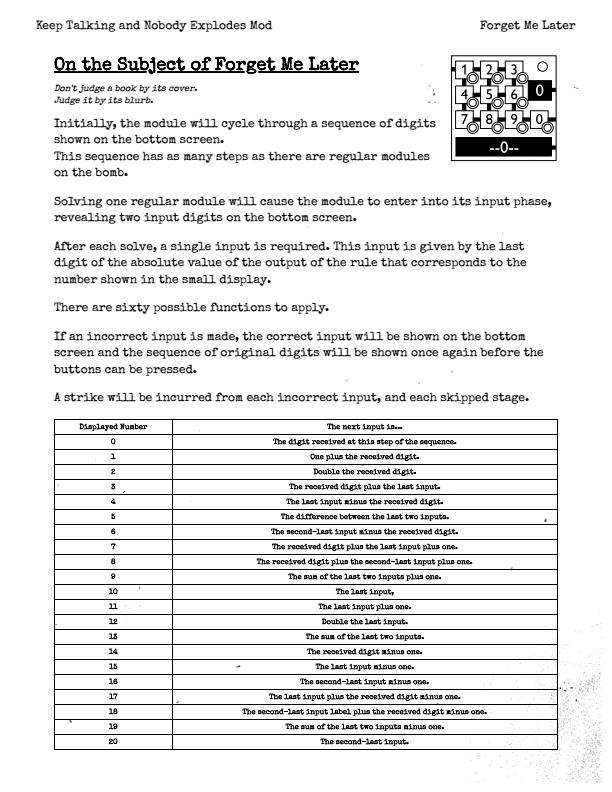 Keep Talking and Nobody Explodes Mod
Forget Me Later
On the Subject of Forget Me Later
Don't judge a book by its cover.
Judge it by its blurb.
1 2 3
4 5 6 0
7 8 9 0
--0--
Initially, the module will cycle through a sequence of digits
shown on the bottom screen.
This sequence has as many steps as there are regular modules
on the bomb.
Solving one regular module will cause the module to enter into its input phase,
revealing two input digits on the bottom screen.
After each solve, a single input is required. This input is given by the last
digit of the absolute value of the output of the rule that corresponds to the
number shown in the small display.
There are sixty possible functions to apply.
If an incorrect input is made, the correct input will be shown on the bottom
screen and the sequence of original digits will be shown once again before the
buttons can be pressed.
A strike will be incurred from each incorrect input, and each skipped stage.
Displayed Number The next input is...
0 The digit received at this step of the sequence.
1 One plus the received digit.
2 Double the received digit.
3 The received digit plus the last input.
4 The last input minus the received digit.
5 The difference between the last two inputs.
6 The second-last input minus the received digit.
7 The received digit plus the last input plus one.
8 The received digit plus the second-last input plus one.
9 The sum of the last two inputs plus one.
10 The last input,
11 The last input plus one.
12 Double the last input.
13 The sum of the last two inputs.
14 The received digit minus one.
15 The last input minus one.
16 The second-last input minus one.
17 The last input plus the received digit minus one.
18 The second-last input label plus the received digit minus one.
19 The sum of the last two inputs minus one.
20 The second-last input.